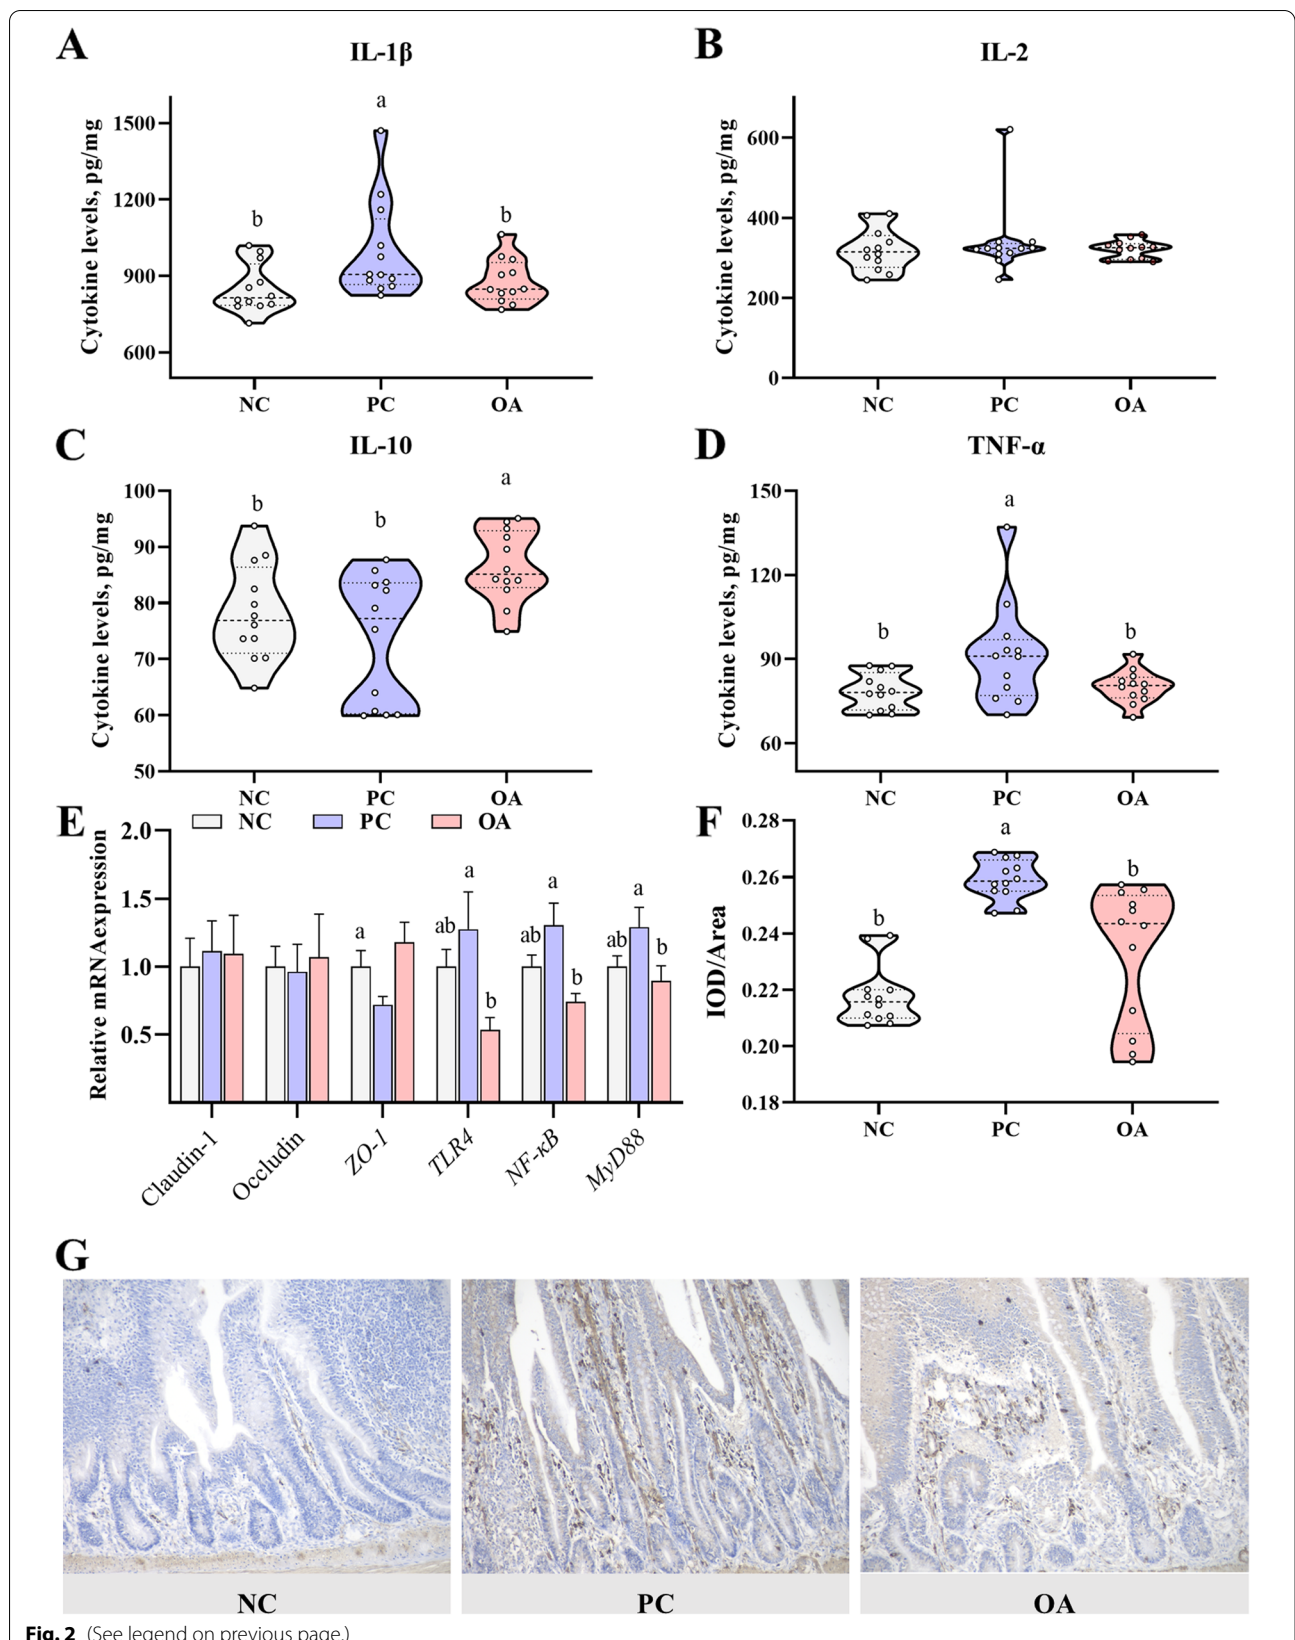 A
IL-1β
Cytokine levels, pg/mg
1500
1200
900
600
b
a
b
NC PC OA
B
IL-2
Cytokine levels, pg/mg
600
400
200
0
NC PC OA
C
IL-10
Cytokine levels, pg/mg
100
90
80
70
60
50
b
b
a
NC PC OA
D
TNF-α
Cytokine levels, pg/mg
150
120
90
60
b
a
b
NC PC OA
E
NC PC OA
Relative mRNAexpression
2.0
1.5
1.0
0.5
a
ab a b
ab a b
ab a b
Claudin-1 Occludin ZO-1 TLR4 NF-κB MyD88
F
IOD/Area
0.28
0.26
0.24
0.22
0.20
0.18
b
a
b
NC PC OA
G
NC PC OA
Fig. 2 (See legend on previous page.)